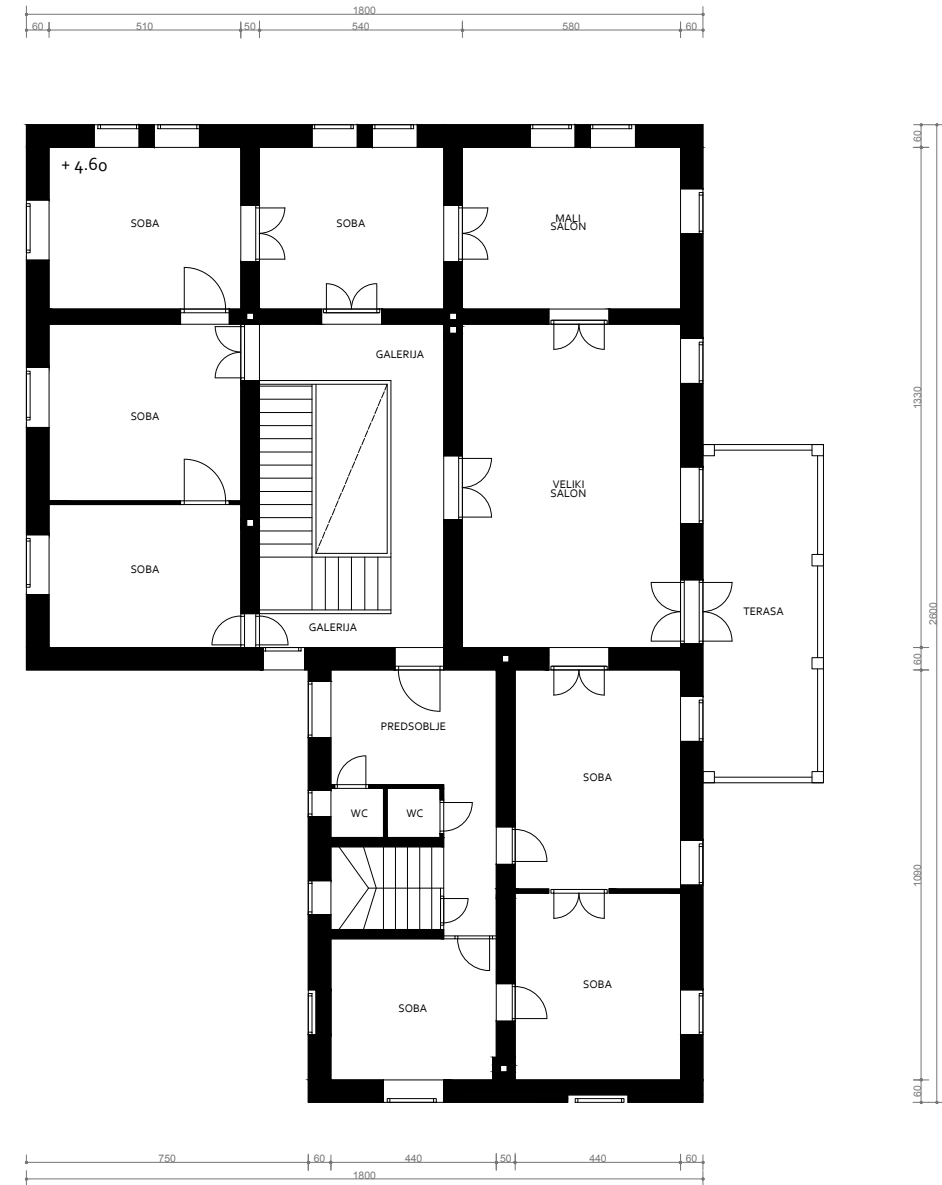 1800
60 510 50 540 580 60
+ 4.60
SOBA
SOBA
MALI
SALON
60
GALERIJA
SOBA
1330
VELIKI
SALON
SOBA
TERASA
2600
GALERIJA
60
PREDSOBLJE
SOBA
WC
WC
1090
SOBA
SOBA
60
750 60 440 50 440 60
1800